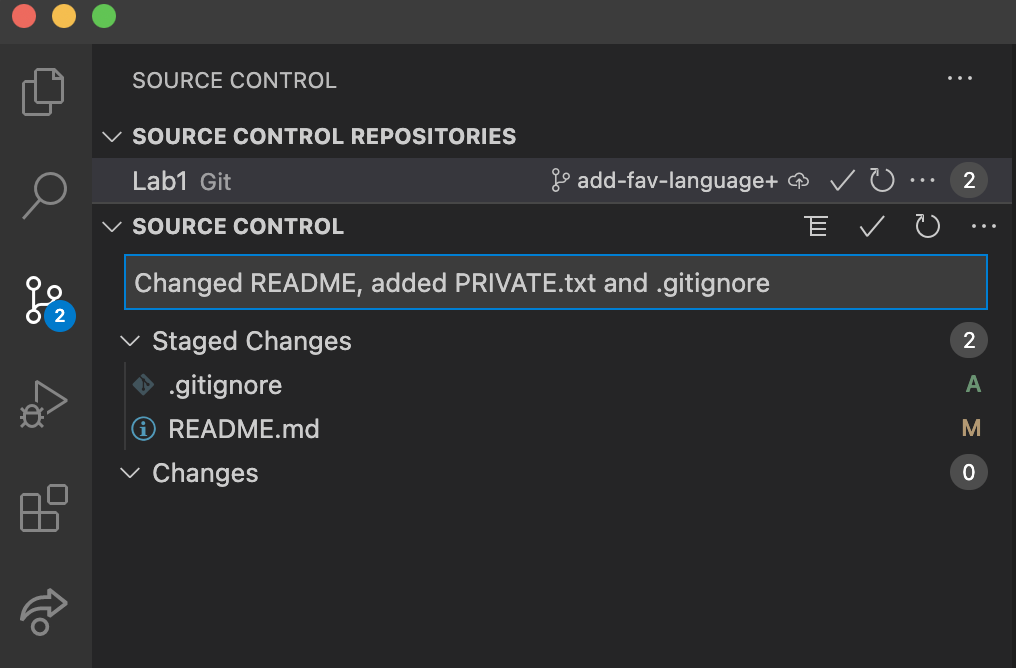 SOURCE CONTROL
SOURCE CONTROL REPOSITORIES
Lab1 Git add-fav-language+ 2
SOURCE CONTROL
Changed README, added PRIVATE.txt and .gitignore
2
Staged Changes 2
.gitignore A
README.md M
Changes 0